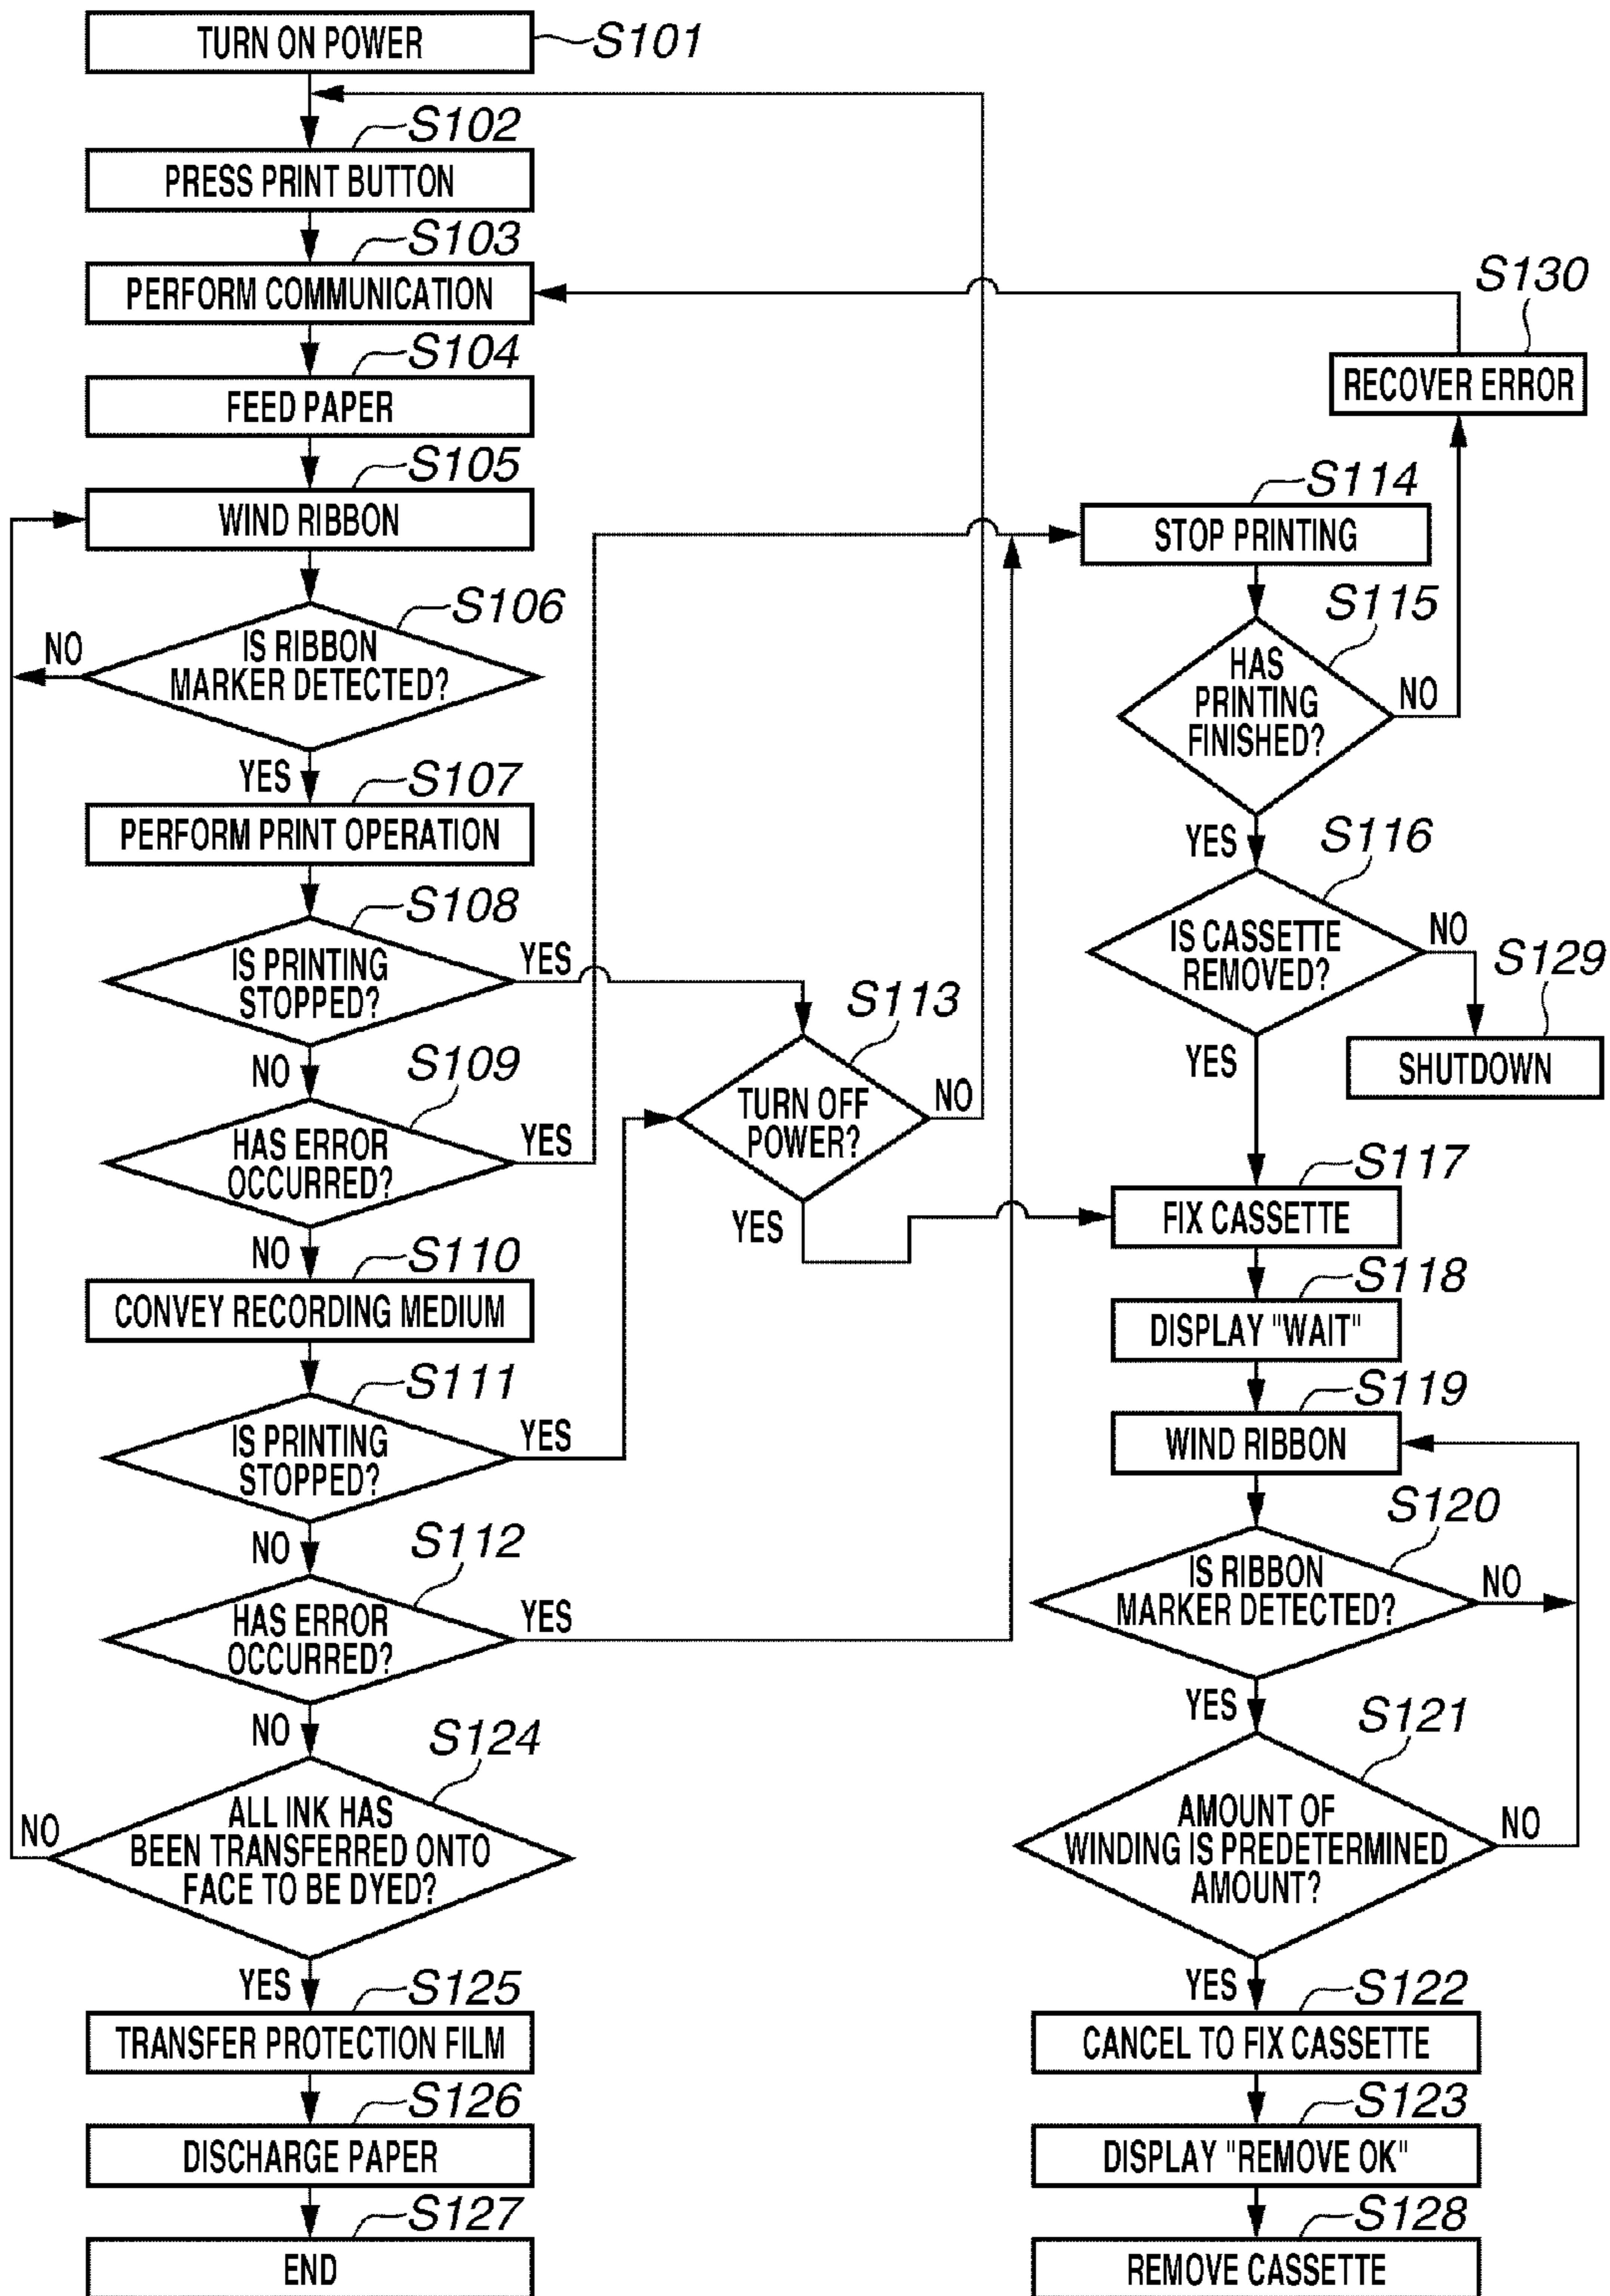 TURN ON POWER
S101
S102
PRESS PRINT BUTTON
S103
PERFORM COMMUNICATION
S104
FEED PAPER
S105
WIND RIBBON
S106
IS RIBBON
MARKER DETECTED?
NO
YES
S107
PERFORM PRINT OPERATION
S108
IS PRINTING
STOPPED?
YES
NO
S109
HAS ERROR
OCCURRED?
YES
NO
S110
CONVEY RECORDING MEDIUM
S111
IS PRINTING
STOPPED?
YES
NO
S112
HAS ERROR
OCCURRED?
YES
NO
S124
ALL INK HAS
BEEN TRANSFERRED ONTO
FACE TO BE DYED?
NO
YES
S125
TRANSFER PROTECTION FILM
S126
DISCHARGE PAPER
S127
END
S113
TURN OFF
POWER?
NO
YES
S130
RECOVER ERROR
S114
STOP PRINTING
S115
HAS
PRINTING
FINISHED?
NO
YES
S116
IS CASSETTE
REMOVED?
NO
S129
SHUTDOWN
YES
S117
FIX CASSETTE
S118
DISPLAY "WAIT"
S119
WIND RIBBON
S120
IS RIBBON
MARKER DETECTED?
NO
YES
S121
AMOUNT OF
WINDING IS PREDETERMINED
AMOUNT?
NO
YES
S122
CANCEL TO FIX CASSETTE
S123
DISPLAY "REMOVE OK"
S128
REMOVE CASSETTE